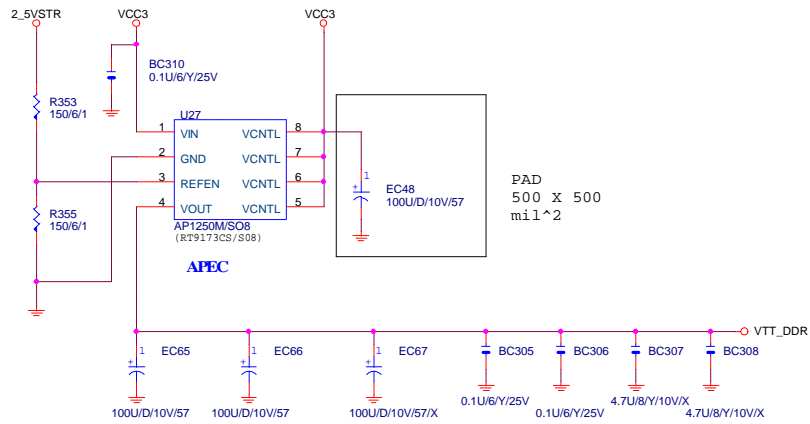 2_5VSTR
VCC3
VCC3
BC310
0.1U/6/Y/25V
R353
150/6/1
U27
1 VIN VCNTL 8
2 GND VCNTL 7
3 REFEN VCNTL 6
4 VOUT VCNTL 5
1
EC48
100U/D/10V/57
PAD
500 X 500
mil^2
R355
150/6/1
AP1250M/SO8
(RT9173CS/S08)
APEC
VTT_DDR
1 EC65
1 EC66
1 EC67
BC305
BC306
BC307
BC308
+
+
+
+
100U/D/10V/57
100U/D/10V/57
100U/D/10V/57/X
0.1U/6/Y/25V
0.1U/6/Y/25V
4.7U/8/Y/10V/X
4.7U/8/Y/10V/X